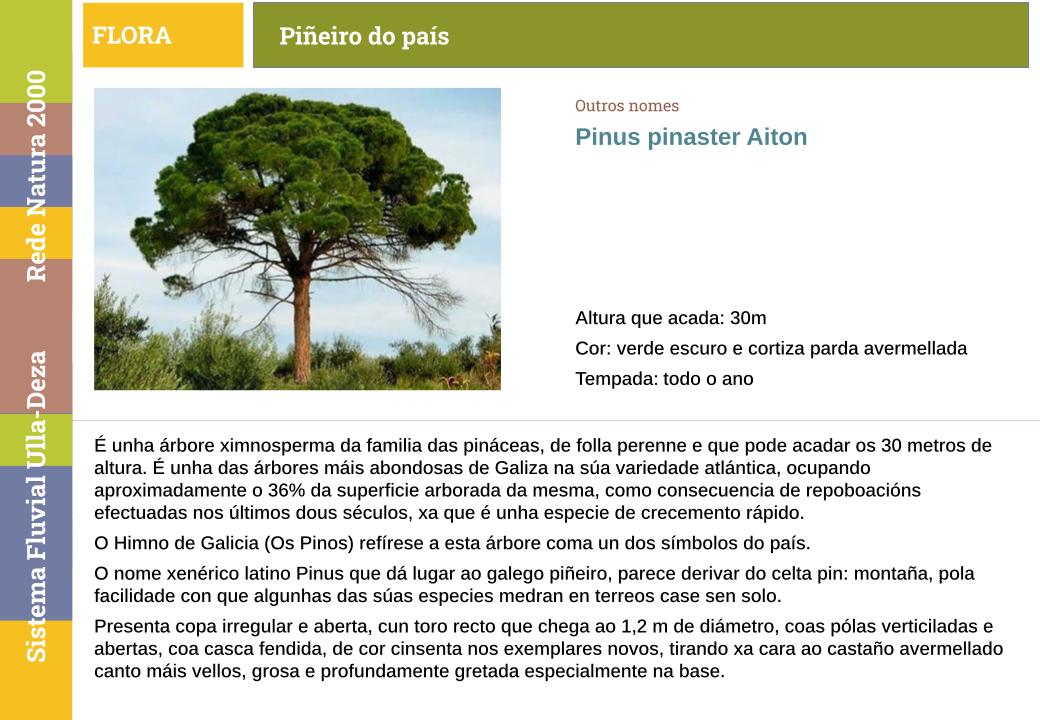 FLORA
Piñeiro do país
Rede Natura 2000
Sistema Fluvial Ulla-Deza
Outros nomes
Pinus pinaster Aiton
Altura que acada: 30m
Cor: verde escuro e cortiza parda avermellada
Tempada: todo o ano
É unha árbore ximnosperma da familia das pináceas, de folla perenne e que pode acadar os 30 metros de
altura. É unha das árbores máis abondosas de Galiza na súa variedade atlántica, ocupando
aproximadamente o 36% da superficie arborada da mesma, como consecuencia de repoboacións
efectuadas nos últimos dous séculos, xa que é unha especie de crecemento rápido.
O Himno de Galicia (Os Pinos) refírese a esta árbore coma un dos símbolos do país.
O nome xenérico latino Pinus que dá lugar ao galego piñeiro, parece derivar do celta pin: montaña, pola
facilidade con que algunhas das súas especies medran en terreos case sen solo.
Presenta copa irregular e aberta, cun toro recto que chega ao 1,2 m de diámetro, coas pólas verticiladas e
abertas, coa casca fendida, de cor cinsenta nos exemplares novos, tirando xa cara ao castaño avermellado
canto máis vellos, grosa e profundamente gretada especialmente na base.